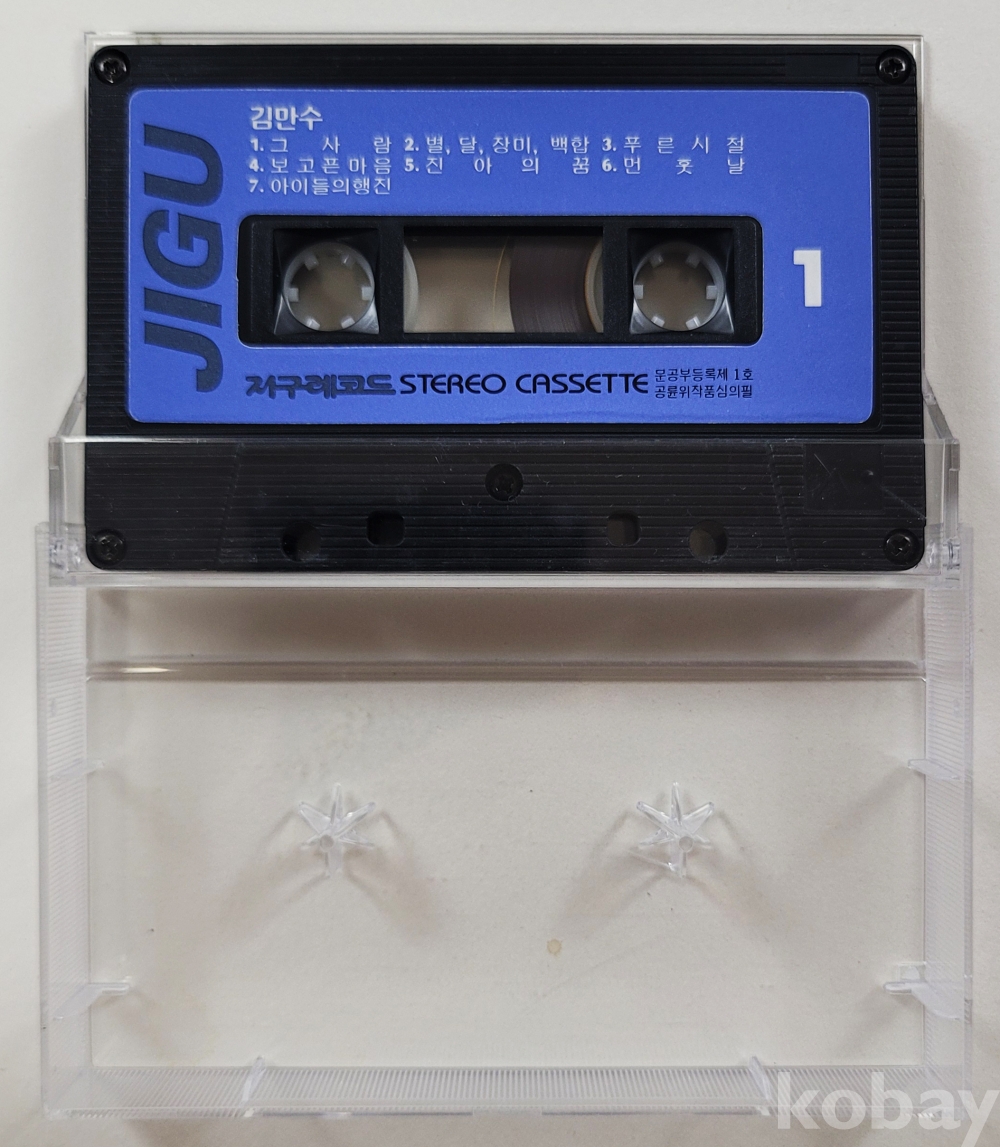 JIGU
김만수
1. 그 사 람 2. 별, 달, 장미, 백합 3. 푸 른 시 절
4. 보 고 픈 마 음 5. 진 아 의 꿈 6. 먼 훗 날
7. 아이들의행진
1
지구레코드 STEREO CASSETTE 문공부등록제 1호
공륜위작품심의필
kobay